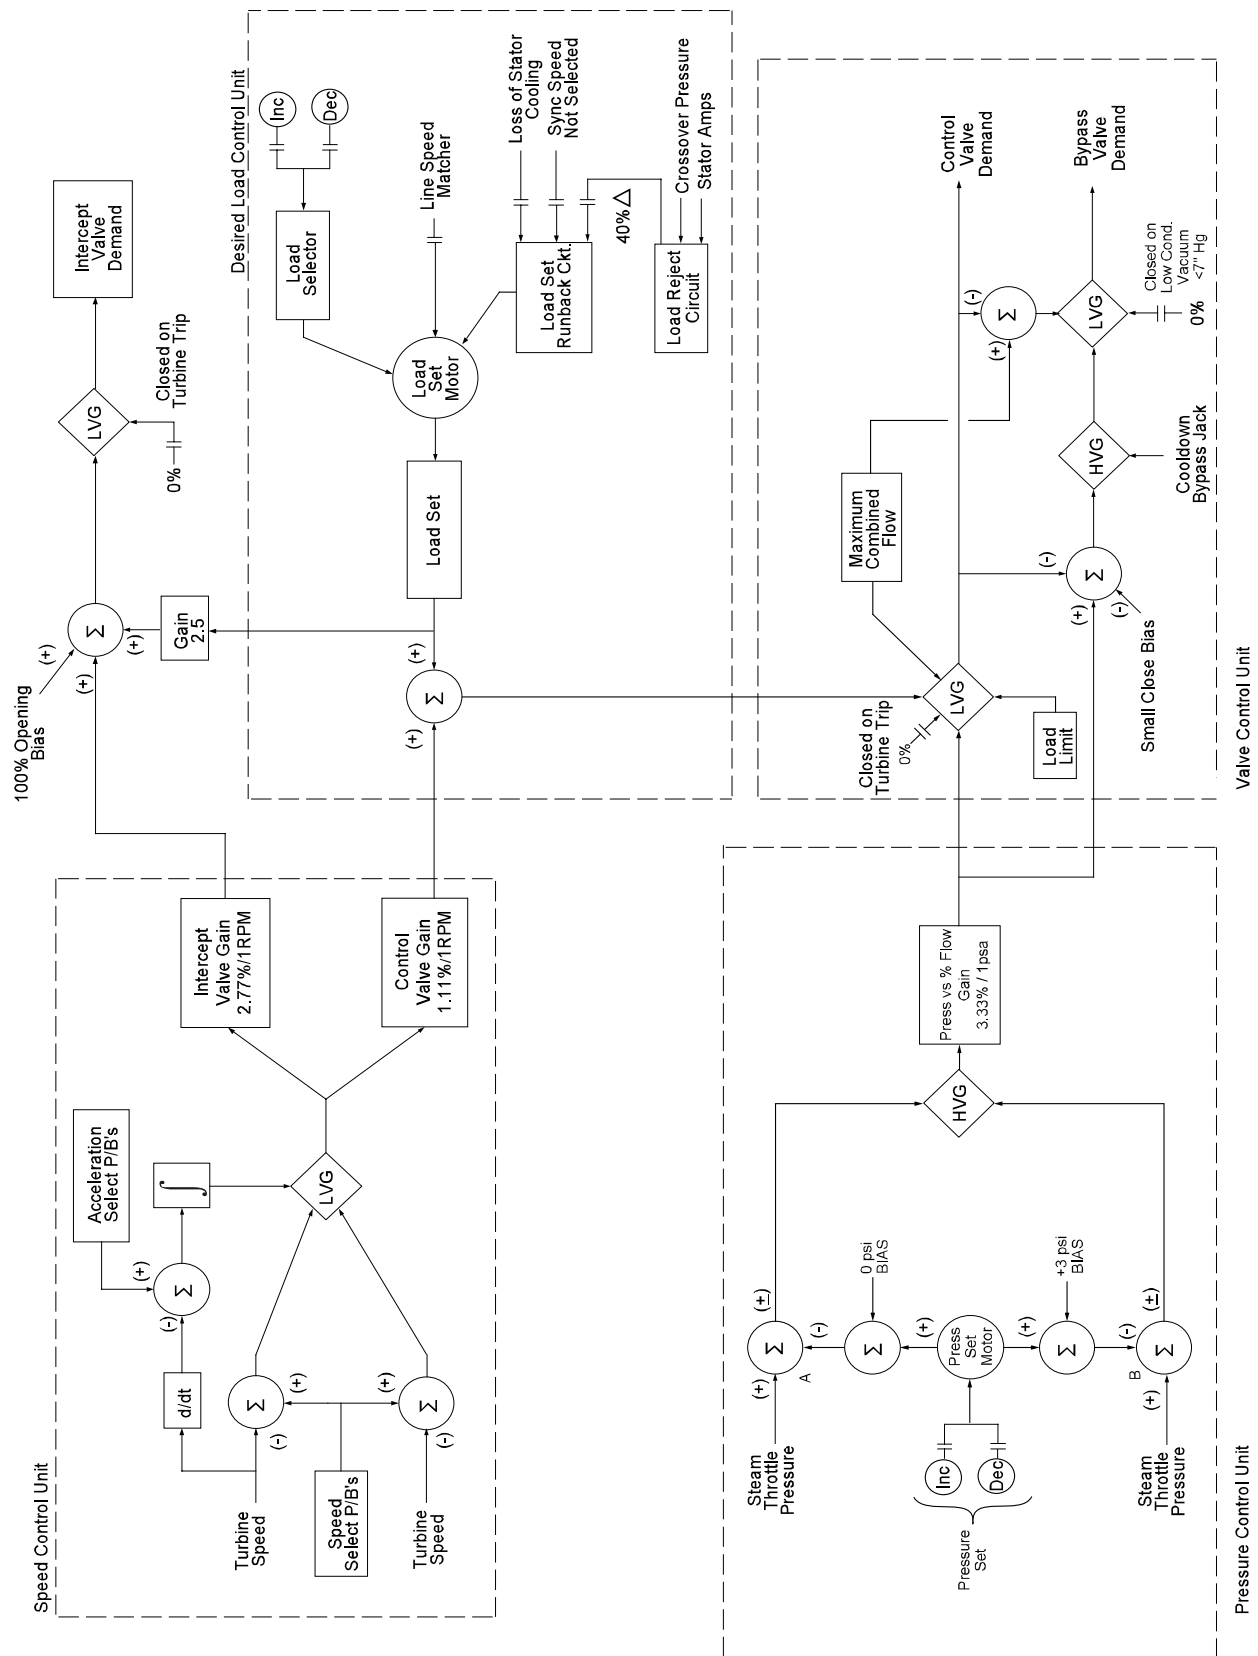 Speed Control Unit
Turbine
Speed
Speed
Select P/B's
Turbine
Speed
d/dt
Σ
(-)
(+)
Σ
(-)
(+)
Acceleration
Select P/B's
(+)
(-)
Σ
∫
LVG
Intercept
Valve Gain
2.77%/1RPM
Control
Valve Gain
1.11%/1RPM
100% Opening
Bias
(+)
(+)
(+)
Σ
Gain
2.5
LVG
0%
Closed on
Turbine Trip
Intercept
Valve
Demand
Desired Load Control Unit
Inc
Dec
Load
Selector
Line Speed
Matcher
Loss of Stator
Cooling
Sync Speed
Not Selected
Load Set
Runback Ckt.
40% △
Crossover Pressure
Stator Amps
Load Reject
Circuit
Load
Set
Motor
Load Set
(+)
(+)
Σ
Pressure Control Unit
Steam
Throttle
Pressure
(+)
Σ
A
(±)
(-)
0 psi
BIAS
Σ
(+)
Press
Set
Motor
Inc
Dec
Pressure
Set
(+)
+3 psi
BIAS
Σ
(-)
B
Σ
(±)
(+)
Steam
Throttle
Pressure
HVG
Press vs % Flow
Gain
3.33% / 1psa
Valve Control Unit
Closed on
Turbine Trip
0%
LVG
Load
Limit
Maximum
Combined
Flow
Small Close Bias
(+)
(-)
(-)
Σ
HVG
Cooldown
Bypass Jack
(+)
(-)
Σ
LVG
0%
Closed on
Low Cond.
Vacuum
<7" Hg
Control
Valve
Demand
Bypass
Valve
Demand